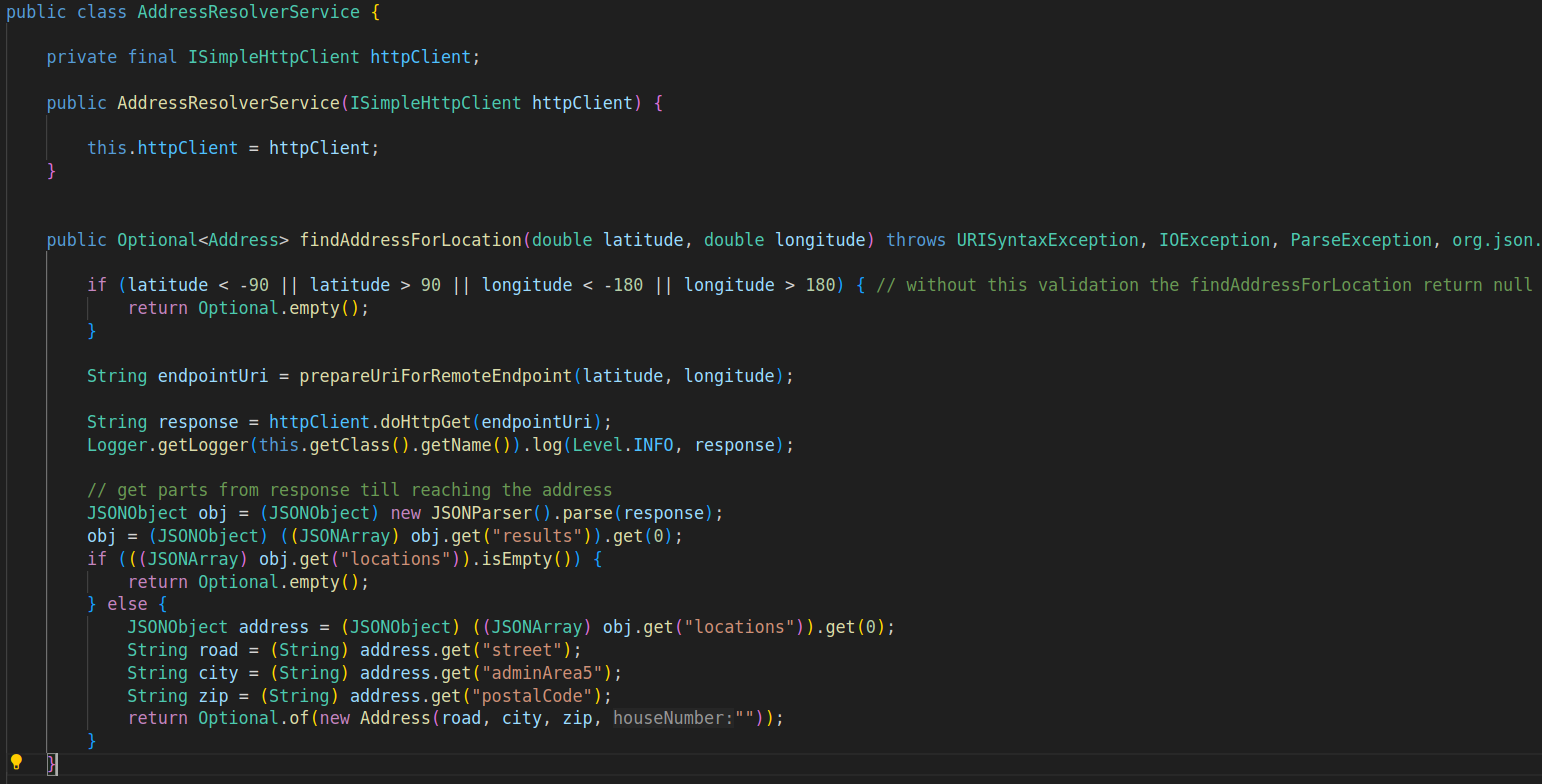 public class AddressResolverService {
private final ISimpleHttpClient httpClient;
public AddressResolverService(ISimpleHttpClient httpClient) {
this.httpClient = httpClient;
}
public Optional<Address> findAddressForLocation(double latitude, double longitude) throws URISyntaxException, IOException, ParseException, org.json.
if (latitude < -90 || latitude > 90 || longitude < -180 || longitude > 180) { // without this validation the findAddressForLocation return null
return Optional.empty();
}
String endpointUri = prepareUriForRemoteEndpoint(latitude, longitude);
String response = httpClient.doHttpGet(endpointUri);
Logger.getLogger(this.getClass().getName()).log(Level.INFO, response);
// get parts from response till reaching the address
JSONObject obj = (JSONObject) new JSONParser().parse(response);
obj = (JSONObject) ((JSONArray) obj.get("results")).get(0);
if (((JSONArray) obj.get("locations")).isEmpty()) {
return Optional.empty();
} else {
JSONObject address = (JSONObject) ((JSONArray) obj.get("locations")).get(0);
String road = (String) address.get("street");
String city = (String) address.get("adminArea5");
String zip = (String) address.get("postalCode");
return Optional.of(new Address(road, city, zip, houseNumber:""));
}
}